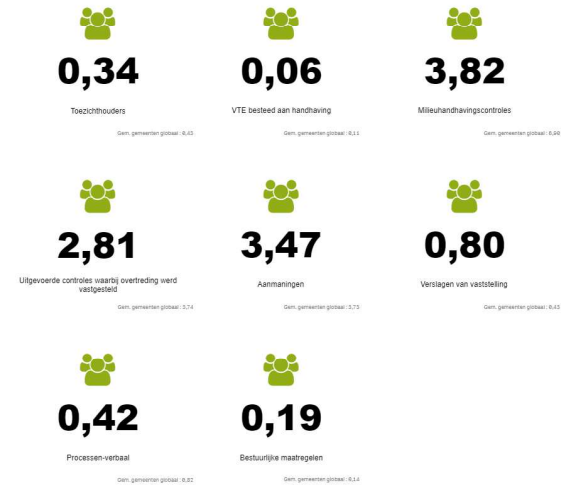 0,34
Toezichthouders
Gem. gemeenten globaal: 0,43
0,06
VTE besteed aan handhaving
Gem. gemeenten globaal: 0,11
3,82
Milieuhandhavingscontroles
Gem. gemeenten globaal:
2,81
Uitgevoerde controles waarbij overtreding werd
vastgesteld
Gem. gemeenten globaal: 3,74
3,47
Aanmaningen
Gem. gemeenten globaal: 3,73
0,80
Verslagen van vaststelling
Gem. gemeenten globaal: 0,43
0,42
Processen-verbaal
Gem. gemeenten globaal: 0,82
0,19
Bestuurlijke maatregelen
Gem. gemeenten globaal: 0,14